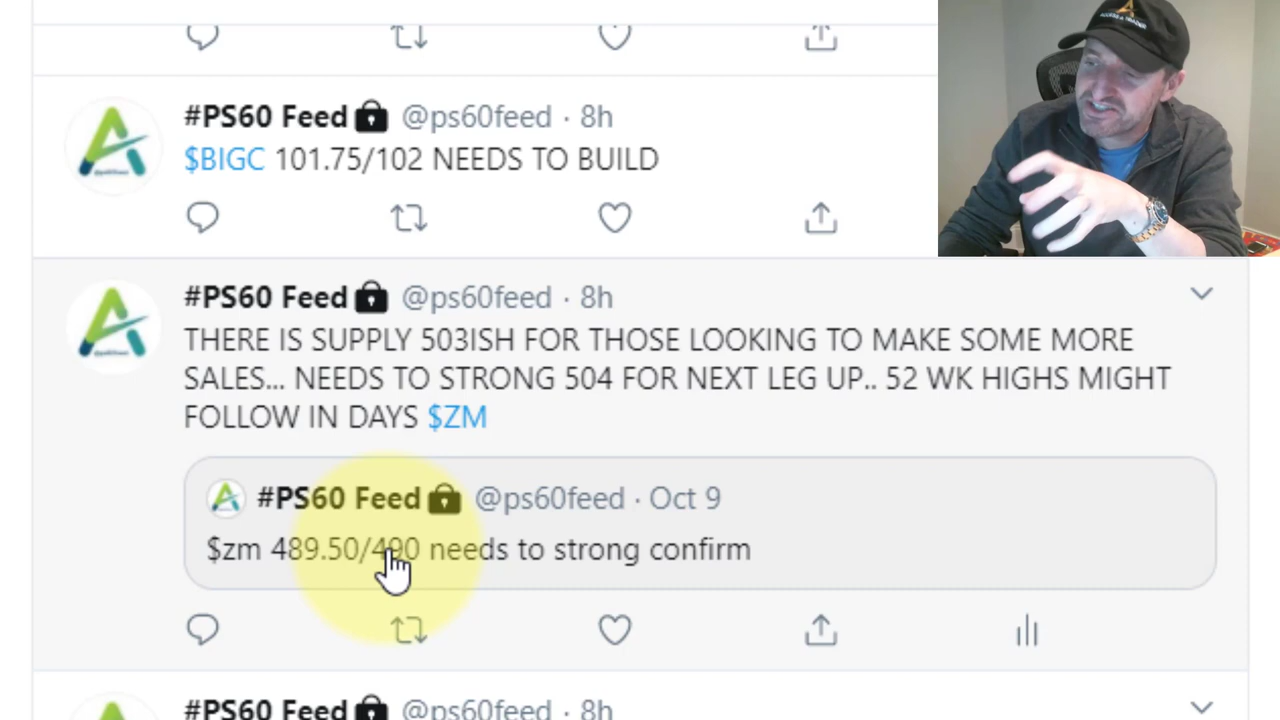 #PS60 Feed @ps60feed · 8h
$BIGC 101.75/102 NEEDS TO BUILD
#PS60 Feed @ps60feed · 8h
THERE IS SUPPLY 503ISH FOR THOSE LOOKING TO MAKE SOME MORE
SALES... NEEDS TO STRONG 504 FOR NEXT LEG UP.. 52 WK HIGHS MIGHT
FOLLOW IN DAYS $ZM
#PS60 Feed @ps60feed · Oct 9
$zm 489.50/490 needs to strong confirm
#PS60 Feed @ps60feed · 8h